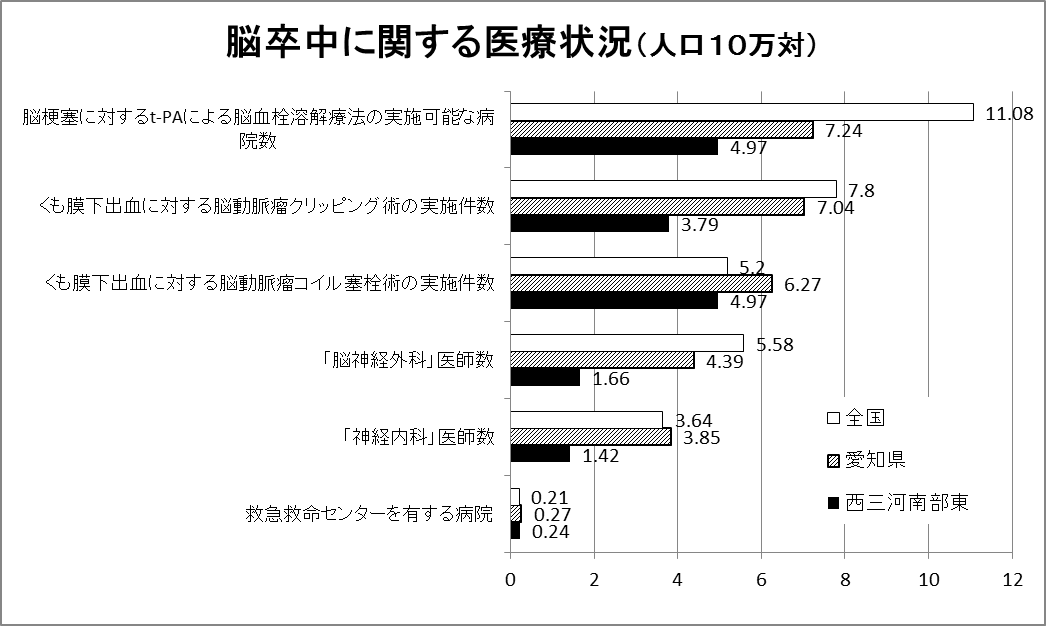 脳卒中に関する医療状況(人口10万対)
脳梗塞に対するt-PAによる脳血栓溶解療法の実施可能な病
院数
11.08
7.24
4.97
くも膜下出血に対する脳動脈瘤クリッピング術の実施件数
7.8
7.04
3.79
くも膜下出血に対する脳動脈瘤コイル塞栓術の実施件数
5.2
6.27
4.97
「脳神経外科」医師数
5.58
4.39
1.66
「神経内科」医師数
3.64
3.85
1.42
救急救命センターを有する病院
0.21
0.27
0.24
全国
愛知県
西三河南部東
0 2 4 6 8 10 12